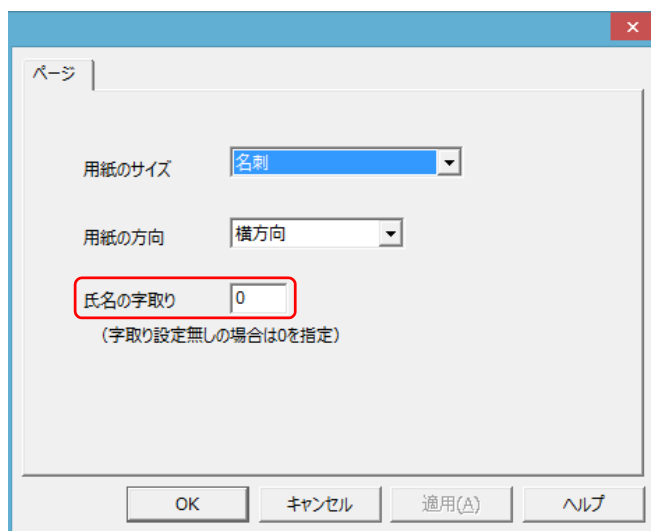 ページ
用紙のサイズ 名刺
用紙の方向 横方向
氏名の字取り 0
（字取り設定無しの場合は0を指定）
OK キャンセル 適用(A) ヘルプ